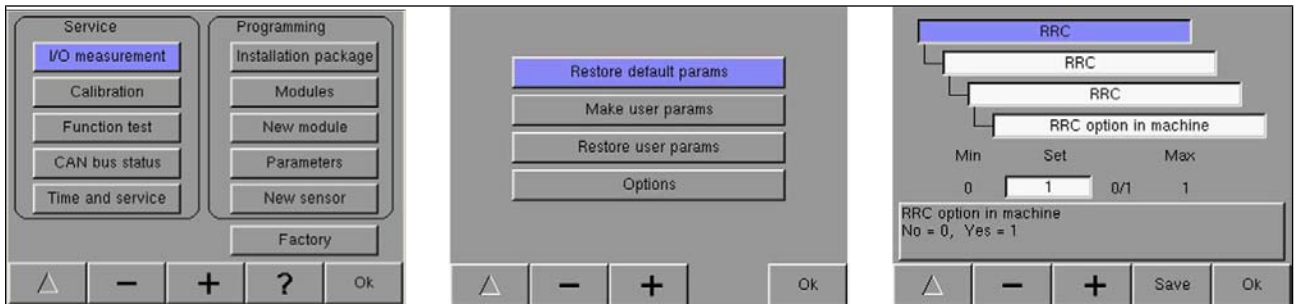 Service
I/O measurement
Calibration
Function test
CAN bus status
Time and service
Programming
Installation package
Modules
New module
Parameters
New sensor
Factory
△ − + ? Ok
Restore default params
Make user params
Restore user params
Options
△ − + Ok
RRC
RRC
RRC
RRC option in machine
Min Set Max
0 1 0/1 1
RRC option in machine
No = 0, Yes = 1
△ − + Save Ok